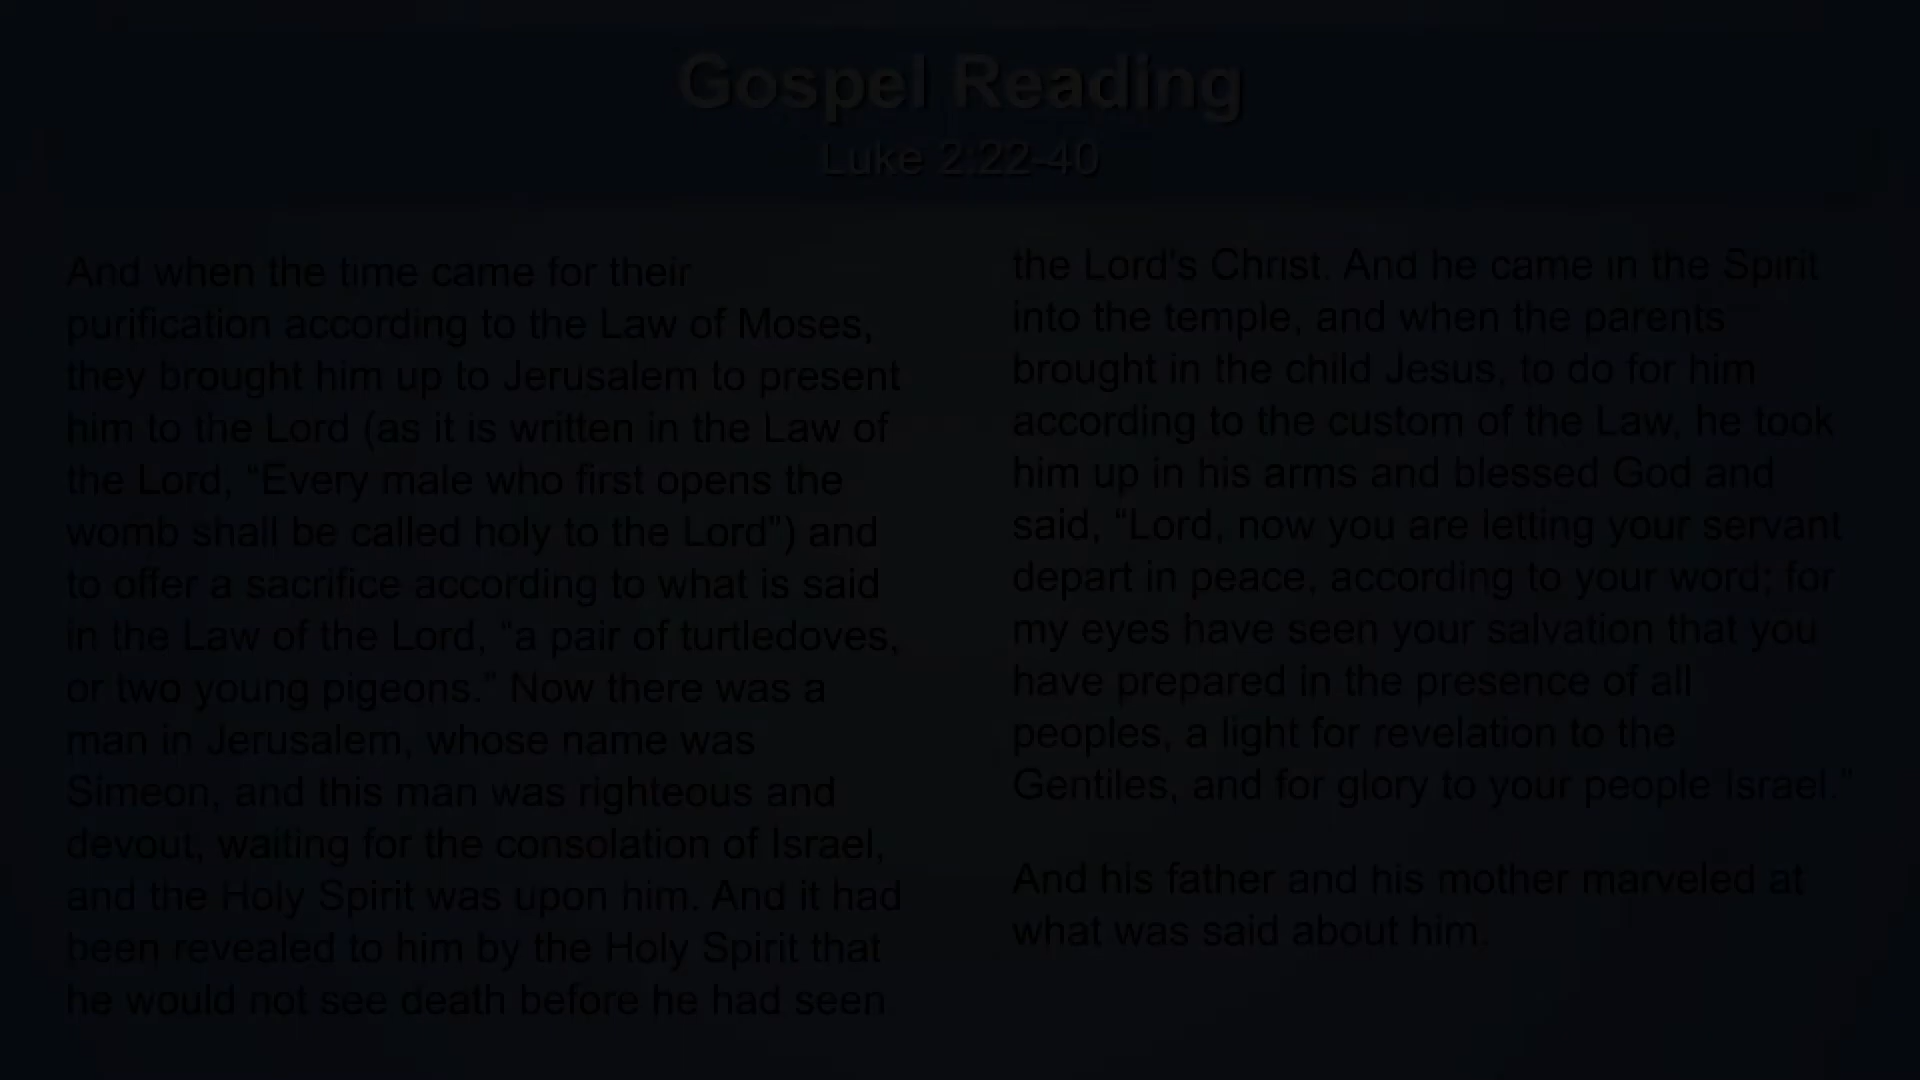 Gospel Reading
Luke 2:22-40
And when the time came for their
purification according to the Law of Moses,
they brought him up to Jerusalem to present
him to the Lord (as it is written in the Law of
the Lord, “Every male who first opens the
womb shall be called holy to the Lord”) and
to offer a sacrifice according to what is said
in the Law of the Lord, “a pair of turtledoves,
or two young pigeons.” Now there was a
man in Jerusalem, whose name was
Simeon, and this man was righteous and
devout, waiting for the consolation of Israel,
and the Holy Spirit was upon him. And it had
been revealed to him by the Holy Spirit that
he would not see death before he had seen
the Lord's Christ. And he came in the Spirit
into the temple, and when the parents
brought in the child Jesus, to do for him
according to the custom of the Law, he took
him up in his arms and blessed God and
said, “Lord, now you are letting your servant
depart in peace, according to your word; for
my eyes have seen your salvation that you
have prepared in the presence of all
peoples, a light for revelation to the
Gentiles, and for glory to your people Israel.”
And his father and his mother marveled at
what was said about him.